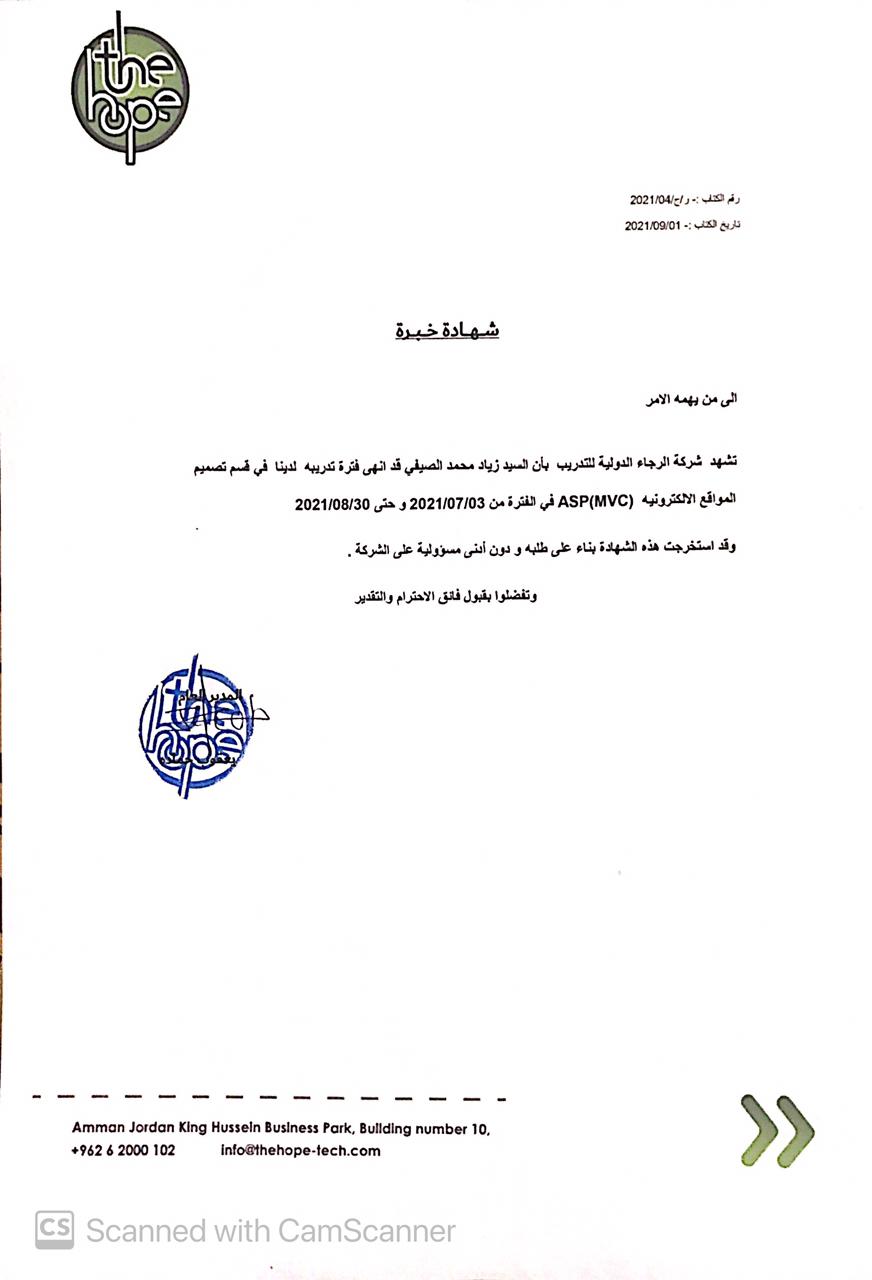 the
hope
رقم الكتاب :- ر/ح/2021/04
تاريخ الكتاب :- 2021/09/01
شـهـادة خـبـرة
الى من يهمه الامر
تشهد شركة الرجاء الدولية للتدريب بأن السيد زياد محمد الصيفي قد انهى فترة تدريبه لدينا في قسم تصميم
المواقع الالكترونيه ASP(MVC) في الفترة من 2021/07/03 و حتى 2021/08/30
وقد استخرجت هذه الشهادة بناء على طلبه و دون أدنى مسؤولية على الشركة .
وتفضلوا بقبول فائق الاحترام والتقدير
المدير العام
the
hope
يعقوب حماده
Amman Jordan King Hussein Business Park, Building number 10,
+962 6 2000 102 info@thehope-tech.com
CS Scanned with CamScanner